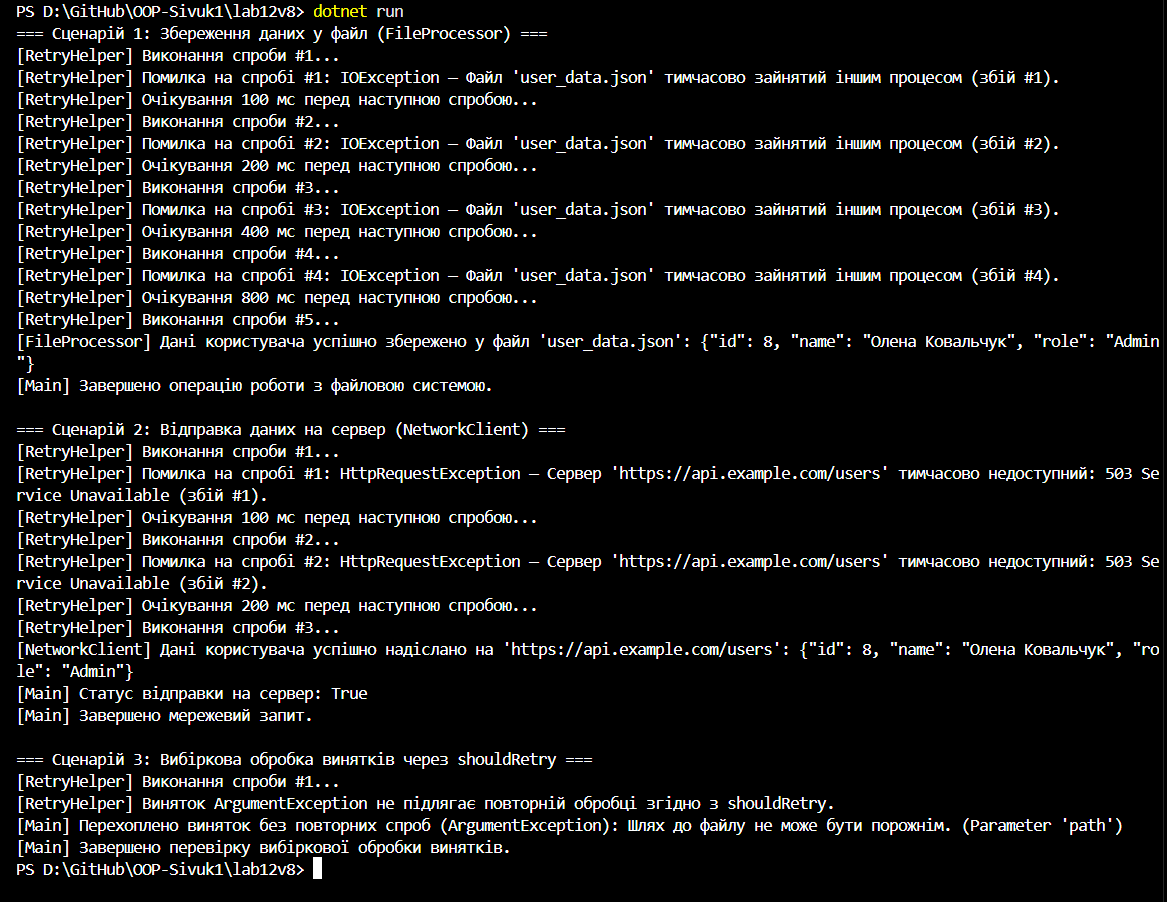 PS D:\GitHub\OOP-Sivuk1\lab12v8> dotnet run
=== Сценарій 1: Збереження даних у файл (FileProcessor) ===
[RetryHelper] Виконання спроби #1...
[RetryHelper] Помилка на спробі #1: IOException – Файл 'user_data.json' тимчасово зайнятий іншим процесом (збій #1).
[RetryHelper] Очікування 100 мс перед наступною спробою...
[RetryHelper] Виконання спроби #2...
[RetryHelper] Помилка на спробі #2: IOException – Файл 'user_data.json' тимчасово зайнятий іншим процесом (збій #2).
[RetryHelper] Очікування 200 мс перед наступною спробою...
[RetryHelper] Виконання спроби #3...
[RetryHelper] Помилка на спробі #3: IOException – Файл 'user_data.json' тимчасово зайнятий іншим процесом (збій #3).
[RetryHelper] Очікування 400 мс перед наступною спробою...
[RetryHelper] Виконання спроби #4...
[RetryHelper] Помилка на спробі #4: IOException – Файл 'user_data.json' тимчасово зайнятий іншим процесом (збій #4).
[RetryHelper] Очікування 800 мс перед наступною спробою...
[RetryHelper] Виконання спроби #5...
[FileProcessor] Дані користувача успішно збережено у файл 'user_data.json': {"id": 8, "name": "Олена Ковальчук", "role": "Admin
"}
[Main] Завершено операцію роботи з файловою системою.

=== Сценарій 2: Відправка даних на сервер (NetworkClient) ===
[RetryHelper] Виконання спроби #1...
[RetryHelper] Помилка на спробі #1: HttpRequestException – Сервер 'https://api.example.com/users' тимчасово недоступний: 503 Se
rvice Unavailable (збій #1).
[RetryHelper] Очікування 100 мс перед наступною спробою...
[RetryHelper] Виконання спроби #2...
[RetryHelper] Помилка на спробі #2: HttpRequestException – Сервер 'https://api.example.com/users' тимчасово недоступний: 503 Se
rvice Unavailable (збій #2).
[RetryHelper] Очікування 200 мс перед наступною спробою...
[RetryHelper] Виконання спроби #3...
[NetworkClient] Дані користувача успішно надіслано на 'https://api.example.com/users': {"id": 8, "name": "Олена Ковальчук", "ro
le": "Admin"}
[Main] Статус відправки на сервер: True
[Main] Завершено мережевий запит.

=== Сценарій 3: Вибіркова обробка винятків через shouldRetry ===
[RetryHelper] Виконання спроби #1...
[RetryHelper] Виняток ArgumentException не підлягає повторній обробці згідно з shouldRetry.
[Main] Перехоплено виняток без повторних спроб (ArgumentException): Шлях до файлу не може бути порожнім. (Parameter 'path')
[Main] Завершено перевірку вибіркової обробки винятків.
PS D:\GitHub\OOP-Sivuk1\lab12v8>